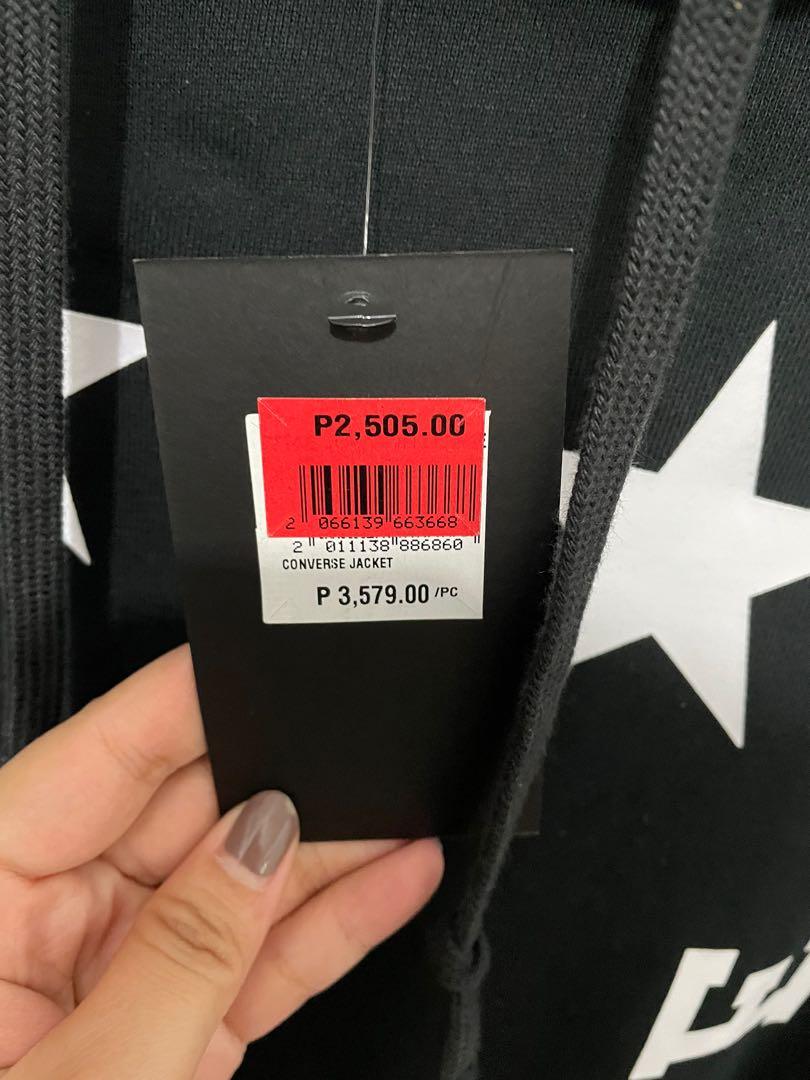 P2,505.00
2 066139 663668
2 011138 886860
CONVERSE JACKET
P 3,579.00 /PC